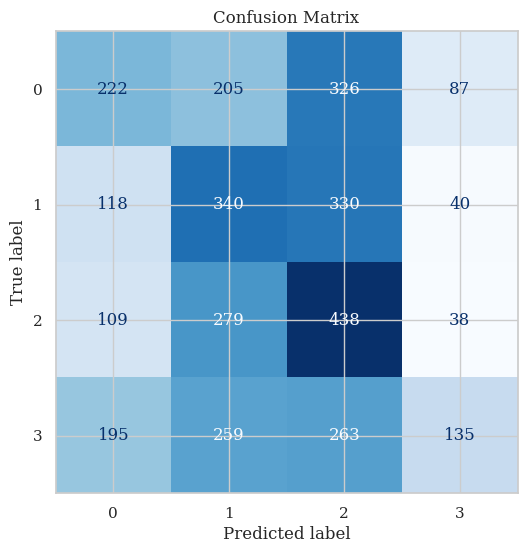 Confusion Matrix
0 222 205 326 87
1 118 340 330 40
2 109 279 438 38
3 195 259 263 135
0 1 2 3
Predicted label
True label